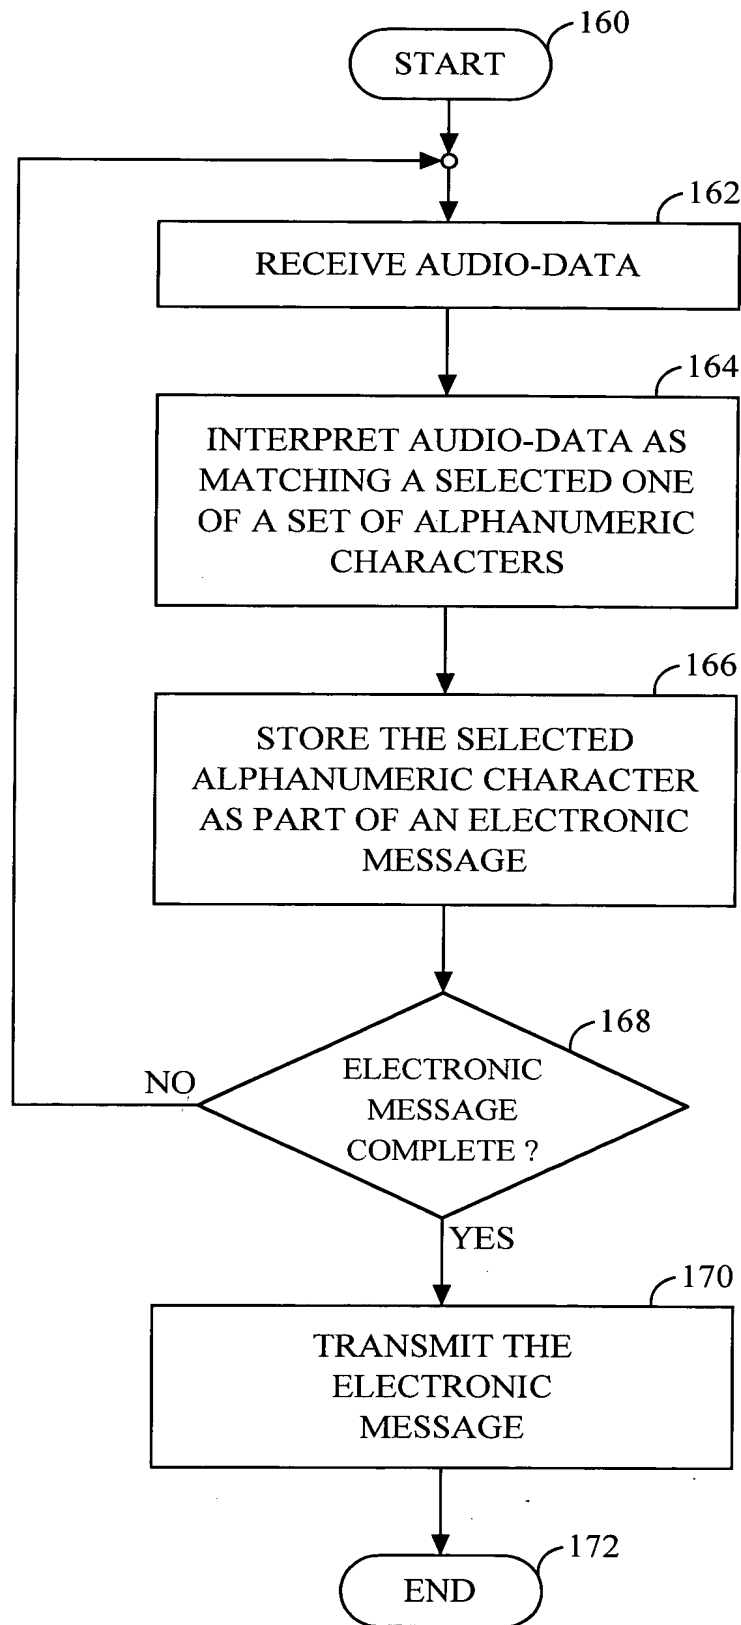 160
START
162
RECEIVE AUDIO-DATA
164
INTERPRET AUDIO-DATA AS
MATCHING A SELECTED ONE
OF A SET OF ALPHANUMERIC
CHARACTERS
166
STORE THE SELECTED
ALPHANUMERIC CHARACTER
AS PART OF AN ELECTRONIC
MESSAGE
168
ELECTRONIC
MESSAGE
COMPLETE ?
NO
YES
170
TRANSMIT THE
ELECTRONIC
MESSAGE
172
END